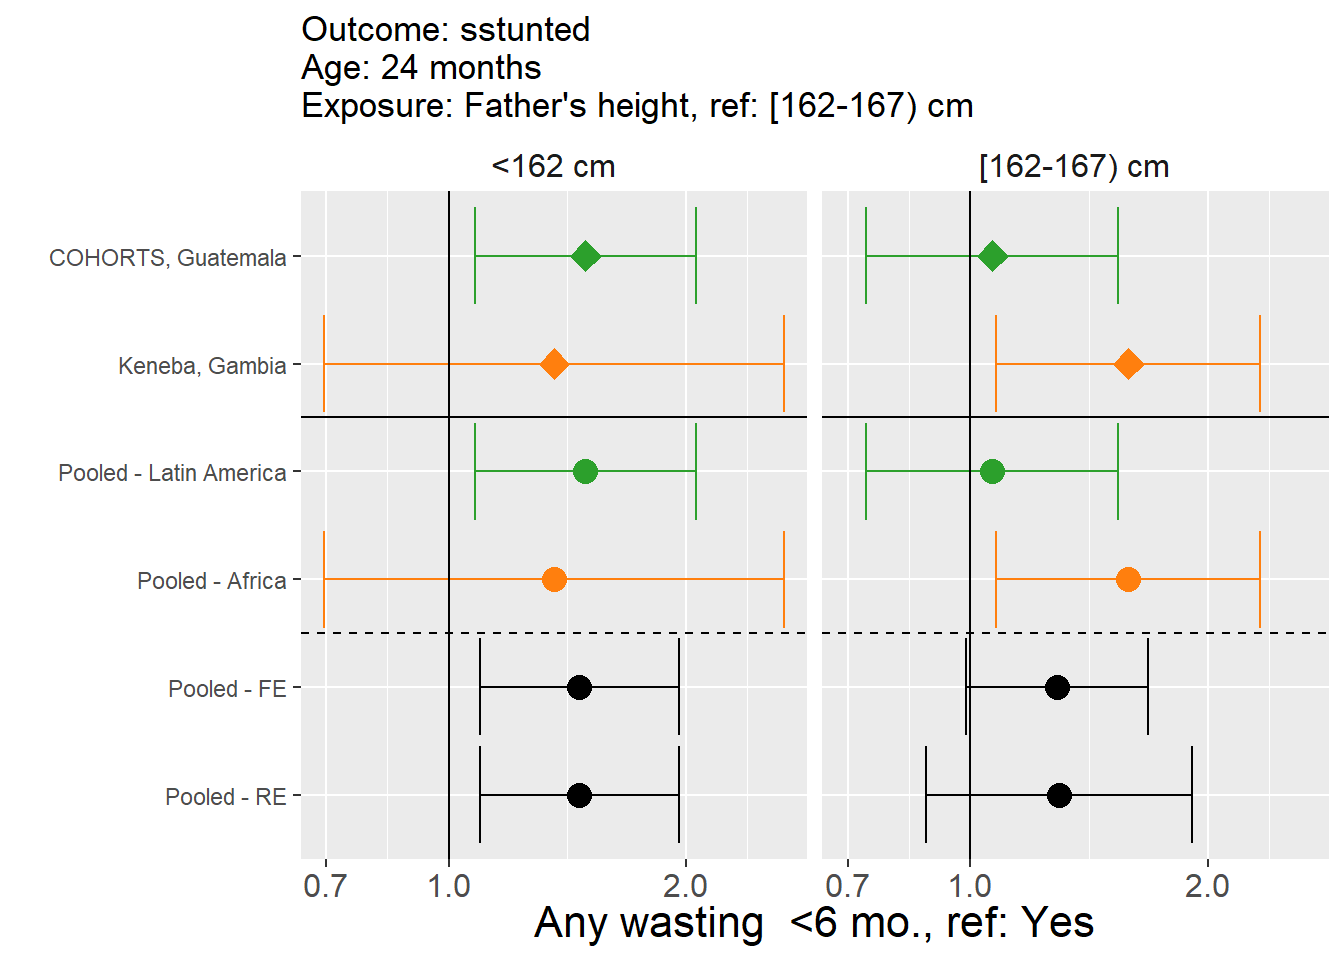 Outcome: sstunted
Age: 24 months
Exposure: Father's height, ref: [162-167) cm
<162 cm
[162-167) cm
COHORTS, Guatemala
Keneba, Gambia
Pooled - Latin America
Pooled - Africa
Pooled - FE
Pooled - RE
0.7 1.0 2.0 0.7 1.0 2.0
Any wasting  <6 mo., ref: Yes